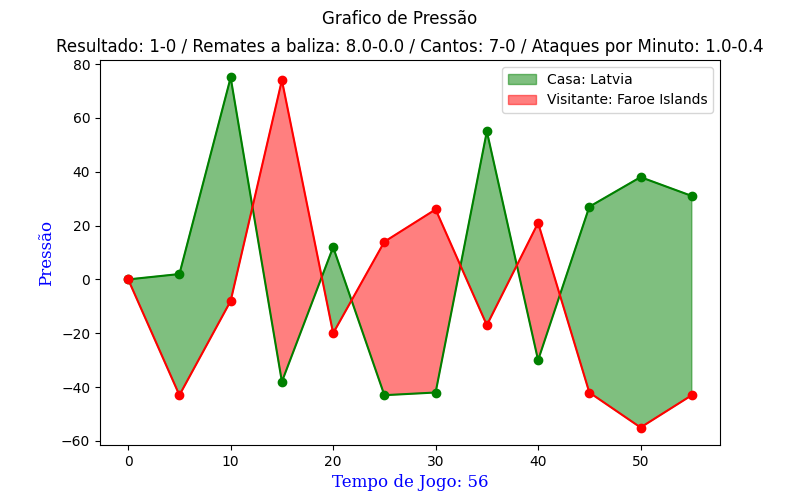 Grafico de Pressão
Resultado: 1-0 / Remates a baliza: 8.0-0.0 / Cantos: 7-0 / Ataques por Minuto: 1.0-0.4
Casa: Latvia
Visitante: Faroe Islands
Pressão
80
60
40
20
0
−20
−40
−60
0 10 20 30 40 50
Tempo de Jogo: 56